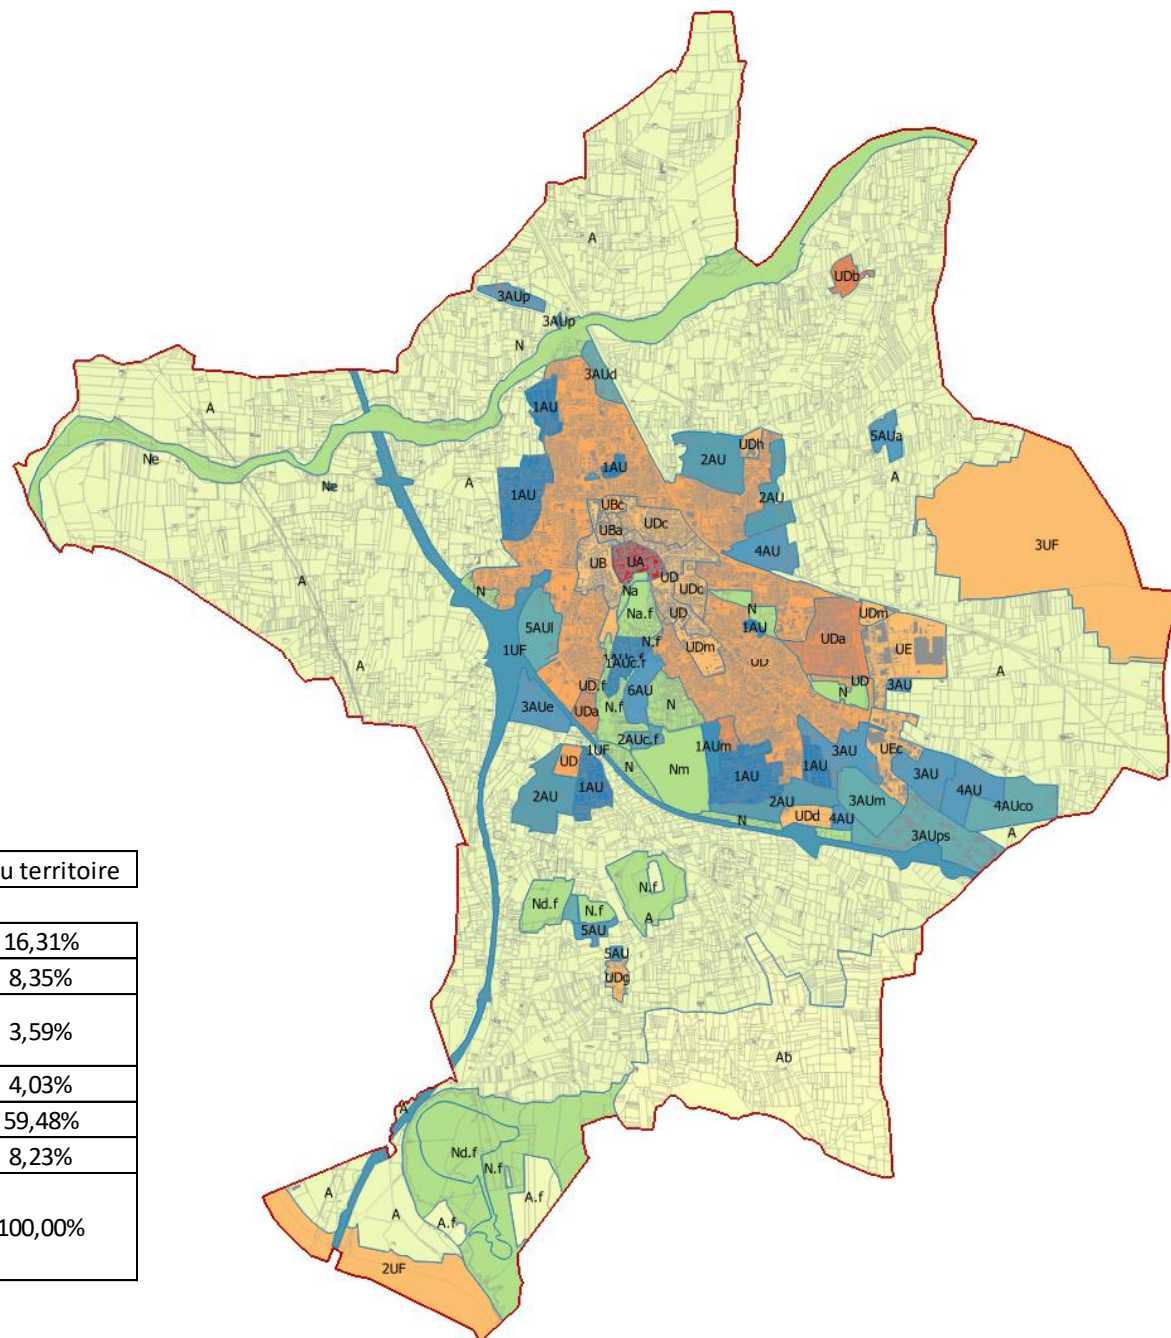 L
A
UDb
3AUp
3AUp
N
3AUd
A
1AU
5AUa
UDh
2AU
Ne
1AU
A
A
Ne
1AU
2AU
UBc
UDc
UBa
3UF
4AU
UB
UA
UD
A
N
Na
UDc
N
Na.f
UD
UDm
5AUl
1AU
UDa
N.f
UDm
UE
1UF
1AUc.f
UD
A
A
UD.f
6AU
N
UD
3AU
3AUe
UDa
N.f
N
2AUc.f
1AUm
3AU
UEc
1UF
UD
N
Nm
1AU
1AU
3AU
2AU
1AU
2AU
3AUm
4AU
4AUco
N
UDd
4AU
3AUps
A
u territoire
N.f
Nd.f
N.f
A
5AU
16,31%
5AU
8,35%
UDg
3,59%
Ab
4,03%
A
59,48%
Nd.f
8,23%
N.f
A
A.f
A
A.f
100,00%
2UF